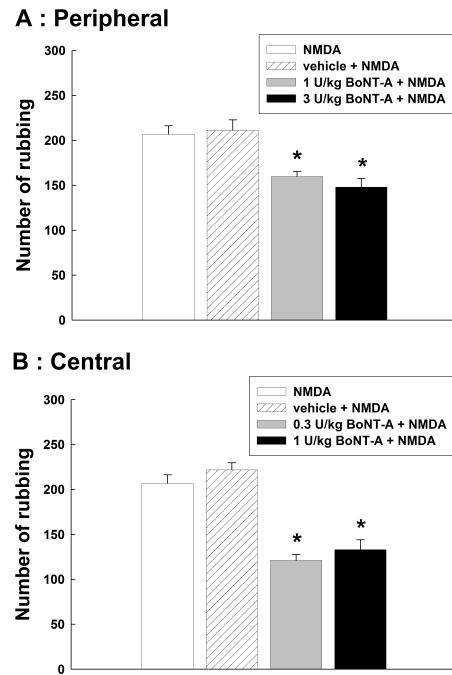 A : Peripheral
300
250
200
150
100
50
0
Number of rubbing
NMDA
vehicle + NMDA
1 U/kg BoNT-A + NMDA
3 U/kg BoNT-A + NMDA
*
*
B : Central
300
250
200
150
100
50
0
Number of rubbing
NMDA
vehicle + NMDA
0.3 U/kg BoNT-A + NMDA
1 U/kg BoNT-A + NMDA
*
*